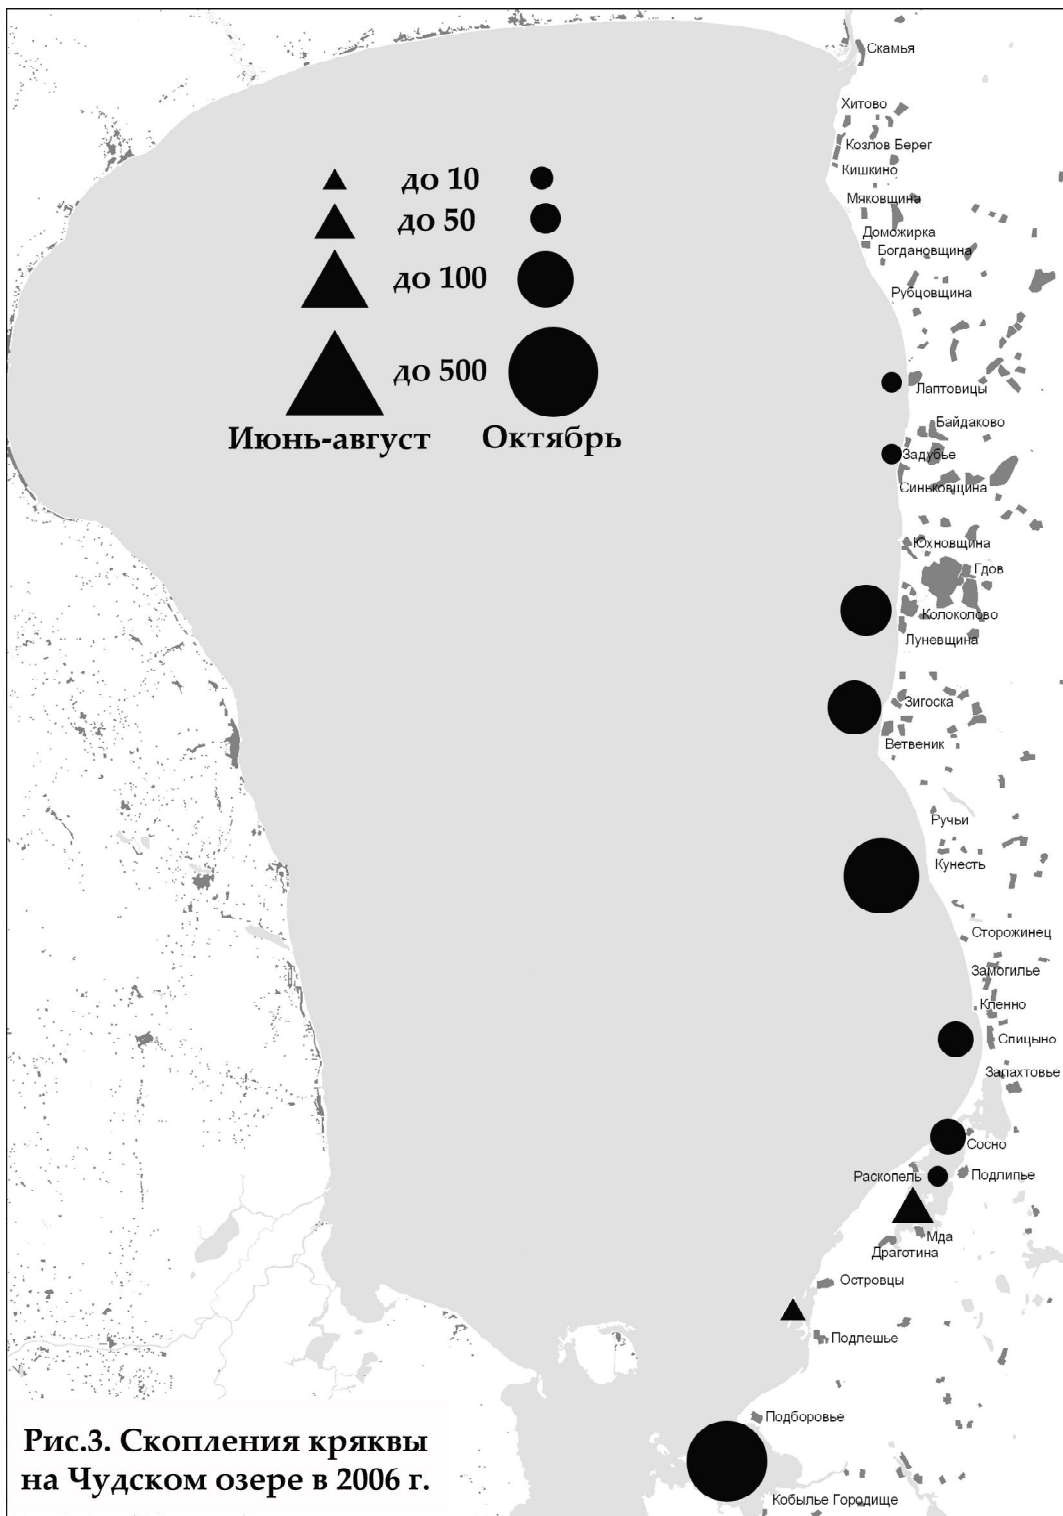 Скамья
Хитово
Козлов Берег
Кишкино
до 10
до 50
Мяковщина
Доможирка
Богдановщина
до 100
Рубцовщина
до 500
Лаптовицы
Июнь-август
Октябрь
Байдаково
Задубье
Синьковщина
Юхновщина
Гдов
Колоколово
Луневщина
Зигоска
Ветвеник
Ручьи
Кунесть
Сторожинец
Замогилье
Кленно
Спицыно
Залахтовье
Сосно
Раскопель
Подлипье
Мда
Драготина
Островцы
Подлешье
Подборовье
Рис.3. Скопления кряквы
на Чудском озере в 2006 г.
Кобылье Городище